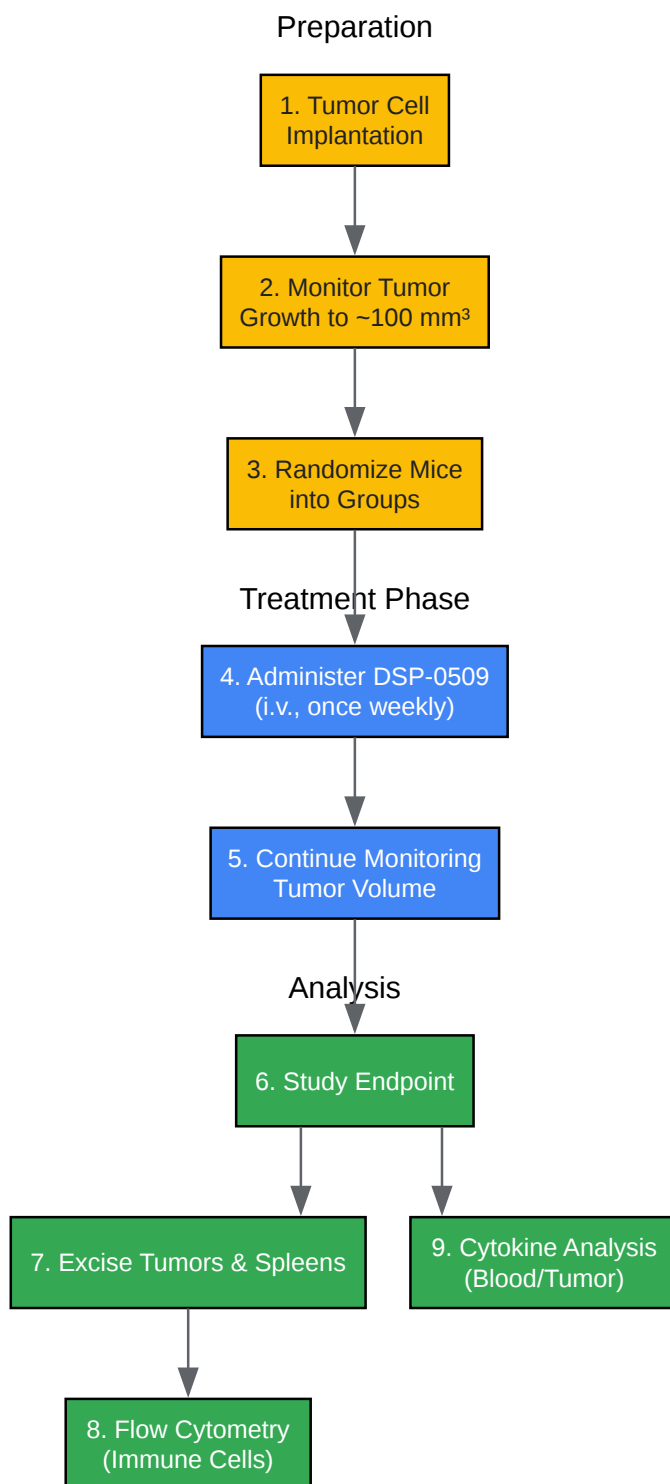 Preparation
1. Tumor Cell
Implantation
2. Monitor Tumor
Growth to ~100 mm³
3. Randomize Mice
into Groups
Treatment Phase
4. Administer DSP-0509
(i.v., once weekly)
5. Continue Monitoring
Tumor Volume
Analysis
6. Study Endpoint
7. Excise Tumors & Spleens
9. Cytokine Analysis
(Blood/Tumor)
8. Flow Cytometry
(Immune Cells)